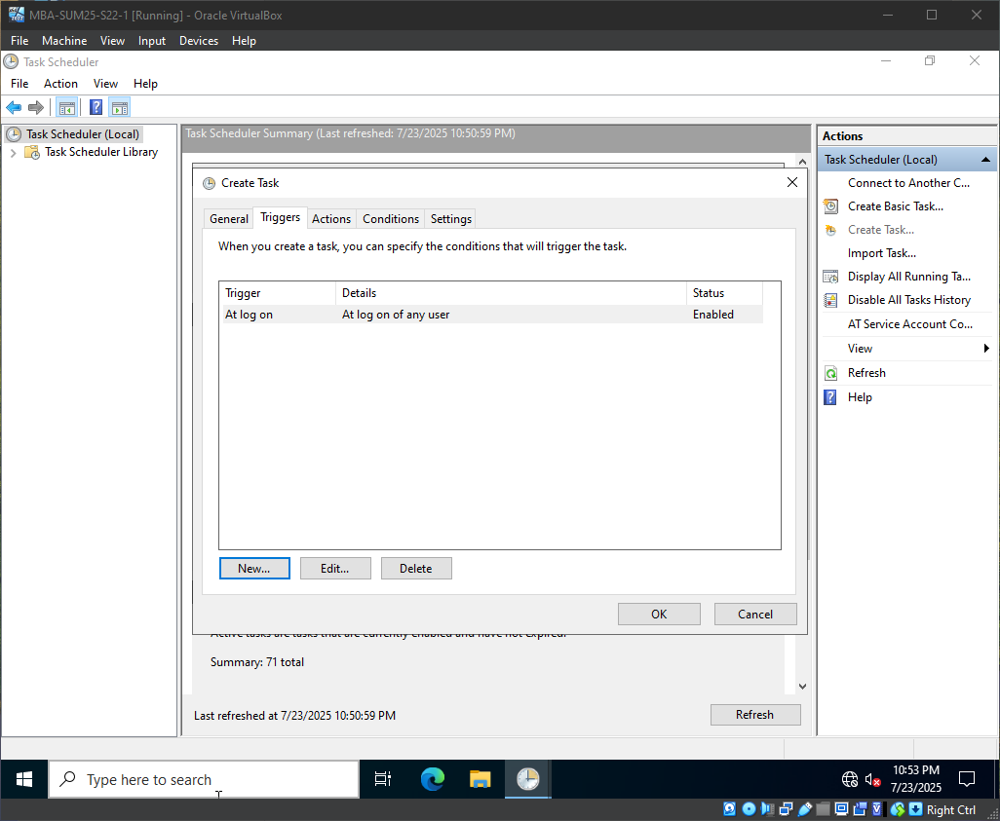 MBA-SUM25-S22-1 [Running] - Oracle VirtualBox
File Machine View Input Devices Help
Task Scheduler
File Action View Help
Task Scheduler (Local)
Task Scheduler Library
Task Scheduler Summary (Last refreshed: 7/23/2025 10:50:59 PM)
Create Task
General Triggers Actions Conditions Settings
When you create a task, you can specify the conditions that will trigger the task.
Trigger Details Status
At log on At log on of any user Enabled
New... Edit... Delete
OK Cancel
Active tasks are tasks that are currently enabled and have not expired.
Summary: 71 total
Last refreshed at 7/23/2025 10:50:59 PM
Refresh
Actions
Task Scheduler (Local)
Connect to Another C...
Create Basic Task...
Create Task...
Import Task...
Display All Running Ta...
Disable All Tasks History
AT Service Account Co...
View
Refresh
Help
Type here to search
10:53 PM
7/23/2025
Right Ctrl